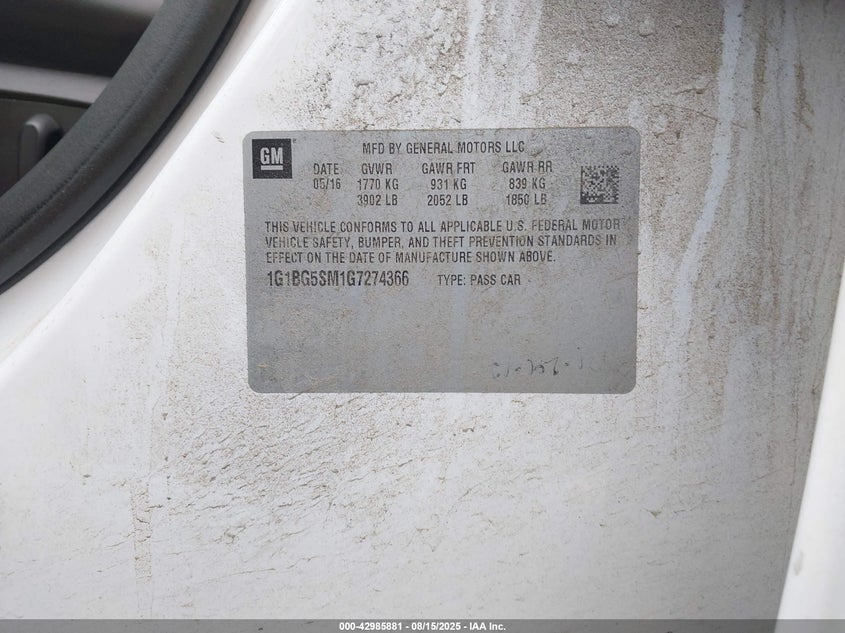 GM
MFD BY GENERAL MOTORS LLC
DATE GVWR GAWR FRT GAWR RR
05/16 1770 KG 931 KG 839 KG
3902 LB 2052 LB 1850 LB
THIS VEHICLE CONFORMS TO ALL APPLICABLE U.S. FEDERAL MOTOR
VEHICLE SAFETY, BUMPER, AND THEFT PREVENTION STANDARDS IN
EFFECT ON THE DATE OF MANUFACTURE SHOWN ABOVE.
1G1BG5SM1G7274366 TYPE: PASS CAR
000-42985881 - 08/15/2025 - IAA Inc.